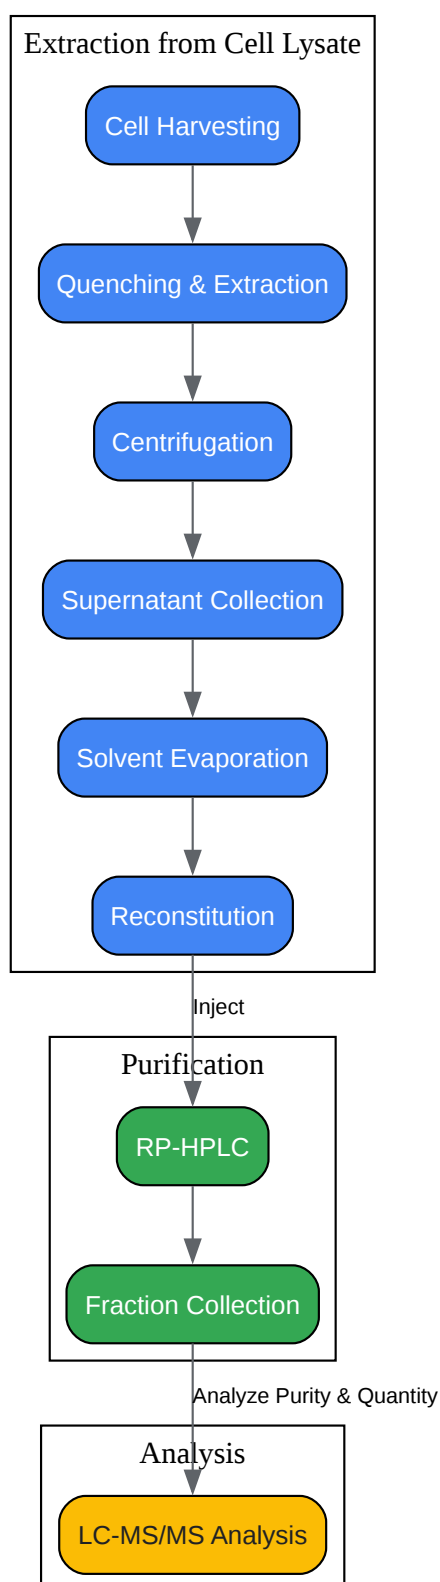 Extraction from Cell Lysate
Cell Harvesting
Quenching & Extraction
Centrifugation
Supernatant Collection
Solvent Evaporation
Reconstitution
Inject
Purification
RP-HPLC
Fraction Collection
Analyze Purity & Quantity
Analysis
LC-MS/MS Analysis